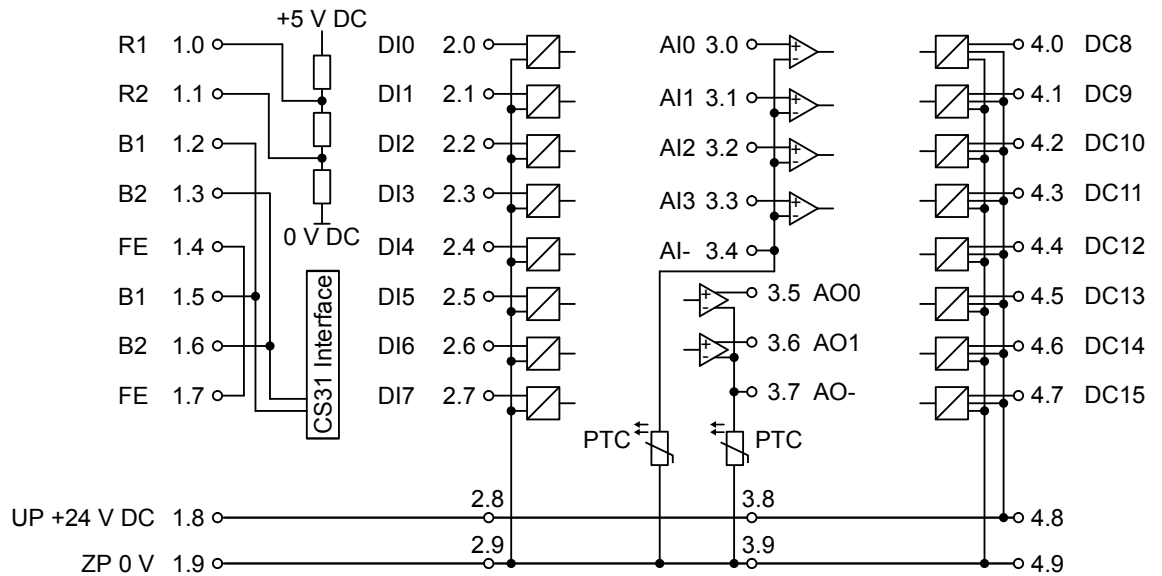 +5 V DC
R1 1.0 DI0 2.0 AI0 3.0 + - 4.0 DC8
R2 1.1 DI1 2.1 AI1 3.1 + - 4.1 DC9
B1 1.2 DI2 2.2 AI2 3.2 + - 4.2 DC10
B2 1.3 DI3 2.3 AI3 3.3 + - 4.3 DC11
0 V DC
FE 1.4 DI4 2.4 AI- 3.4 4.4 DC12
B1 1.5 DI5 2.5 + - 3.5 AO0 4.5 DC13
B2 1.6 DI6 2.6 + - 3.6 AO1 4.6 DC14
FE 1.7 DI7 2.7 3.7 AO- 4.7 DC15
CS31 Interface
PTC PTC
2.8 3.8
UP +24 V DC 1.8 4.8
2.9 3.9
ZP 0 V 1.9 4.9